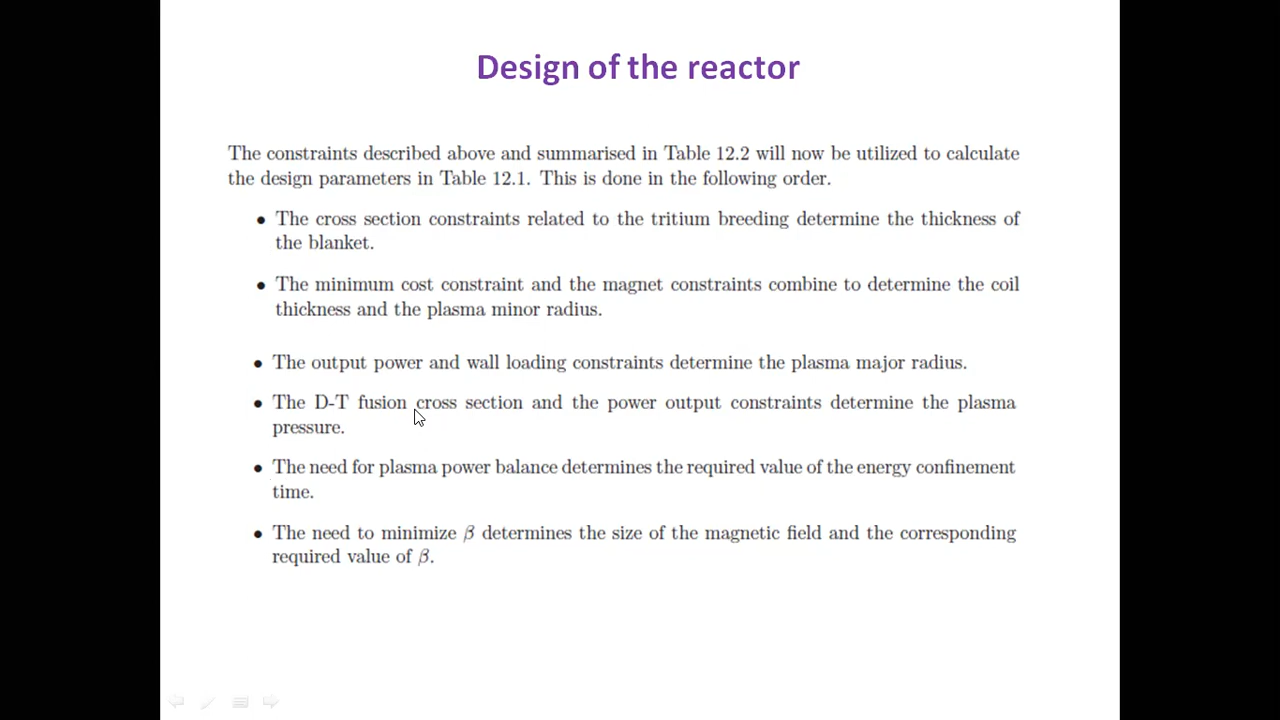 Design of the reactor
The constraints described above and summarised in Table 12.2 will now be utilized to calculate
the design parameters in Table 12.1. This is done in the following order.
• The cross section constraints related to the tritium breeding determine the thickness of
the blanket.
• The minimum cost constraint and the magnet constraints combine to determine the coil
thickness and the plasma minor radius.
• The output power and wall loading constraints determine the plasma major radius.
• The D-T fusion cross section and the power output constraints determine the plasma
pressure.
• The need for plasma power balance determines the required value of the energy confinement
time.
• The need to minimize β determines the size of the magnetic field and the corresponding
required value of β.